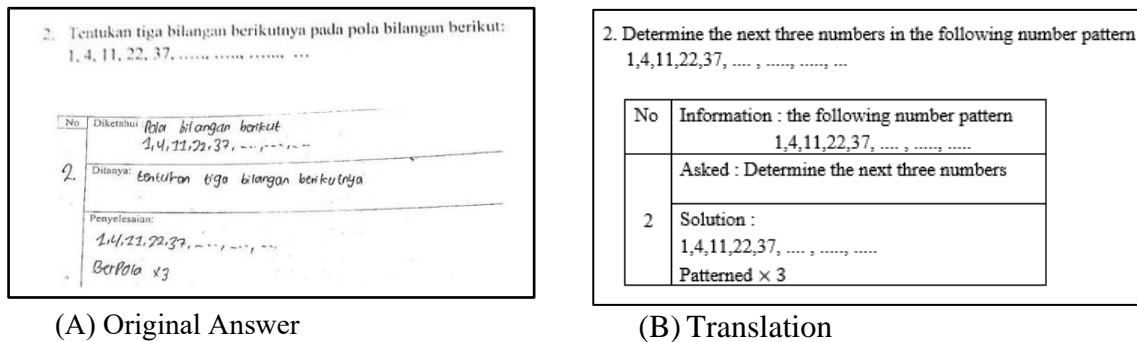 2. Tentukan tiga bilangan berikutnya pada pola bilangan berikut:
1, 4, 11, 22, 37, ......, ......, ......, ...
No Diketahui: Pola bilangan berikut
1,4,11,22,37, ..., ..., ...
2. Ditanya: tentukan tiga bilangan berikutnya
Penyelesaian:
1,4,11,22,37, ..., ..., ...
BerPola x3
(A) Original Answer
2. Determine the next three numbers in the following number pattern
1,4,11,22,37, .... , ....., ....., ...
No Information : the following number pattern
1,4,11,22,37, .... , ....., .....
Asked : Determine the next three numbers
2 Solution :
1,4,11,22,37, .... , ....., .....
Patterned × 3
(B) Translation